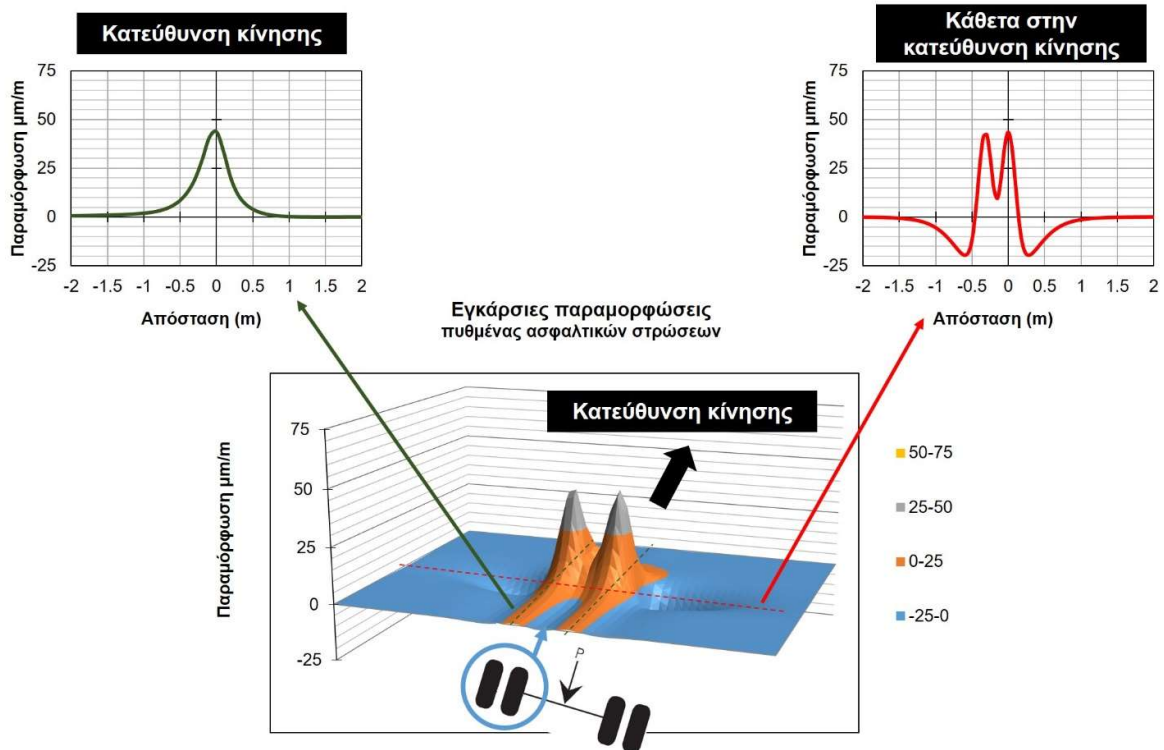 Κατεύθυνση κίνησης
Παραμόρφωση μm/m
75
50
25
0
-25
-2 -1.5 -1 -0.5 0 0.5 1 1.5 2
Απόσταση (m)
Κάθετα στην
κατεύθυνση κίνησης
Παραμόρφωση μm/m
75
50
25
0
-25
-2 -1.5 -1 -0.5 0 0.5 1 1.5 2
Απόσταση (m)
Εγκάρσιες παραμορφώσεις
πυθμένας ασφαλτικών στρώσεων
Κατεύθυνση κίνησης
Παραμόρφωση μm/m
75
50
25
0
-25
P
50-75
25-50
0-25
-25-0